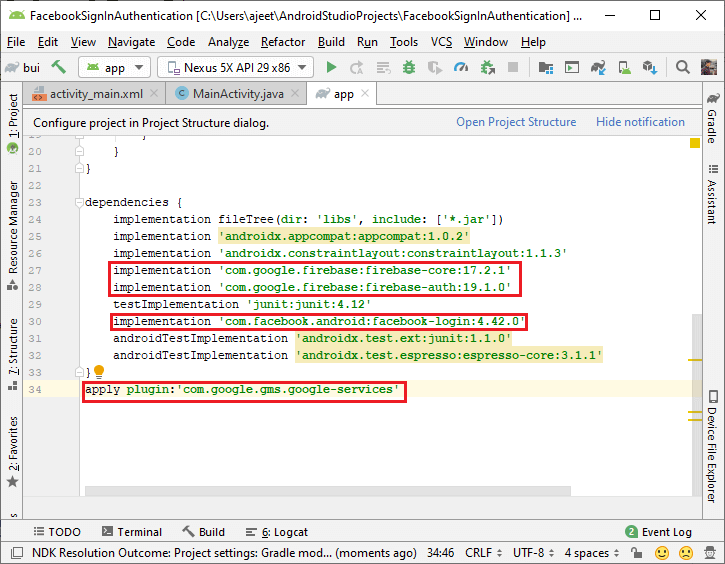 FacebookSignInAuthentication [C:\Users\ajeet\AndroidStudioProjects\FacebookSignInAuthentication] ...
File Edit View Navigate Code Analyze Refactor Build Run Tools VCS Window Help
bui app Nexus 5X API 29 x86
activity_main.xml MainActivity.java app
Configure project in Project Structure dialog. Open Project Structure Hide notification
1: Project
Resource Manager
7: Structure
2: Favorites
20 }
21 }
22
23 dependencies {
24 implementation fileTree(dir: 'libs', include: ['*.jar'])
25 implementation 'androidx.appcompat:appcompat:1.0.2'
26 implementation 'androidx.constraintlayout:constraintlayout:1.1.3'
27 implementation 'com.google.firebase:firebase-core:17.2.1'
28 implementation 'com.google.firebase:firebase-auth:19.1.0'
29 testImplementation 'junit:junit:4.12'
30 implementation 'com.facebook.android:facebook-login:4.42.0'
31 androidTestImplementation 'androidx.test.ext:junit:1.1.0'
32 androidTestImplementation 'androidx.test.espresso:espresso-core:3.1.1'
33 }
34 apply plugin:'com.google.gms.google-services'
Gradle
Assistant
Device File Explorer
TODO Terminal Build 6: Logcat 2 Event Log
NDK Resolution Outcome: Project settings: Gradle mod... (moments ago) 34:46 CRLF UTF-8 4 spaces